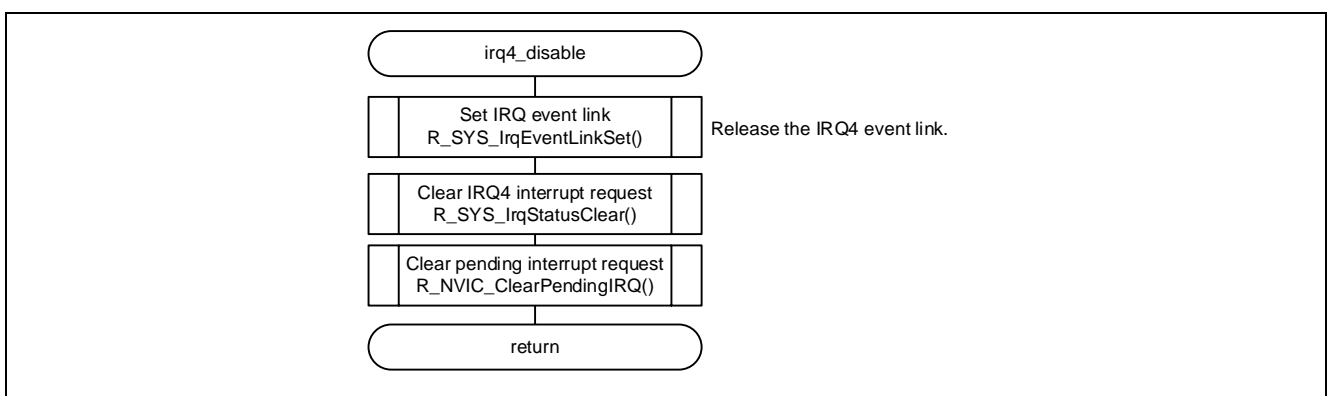 irq4_disable
Set IRQ event link
R_SYS_IrqEventLinkSet()
Release the IRQ4 event link.
Clear IRQ4 interrupt request
R_SYS_IrqStatusClear()
Clear pending interrupt request
R_NVIC_ClearPendingIRQ()
return